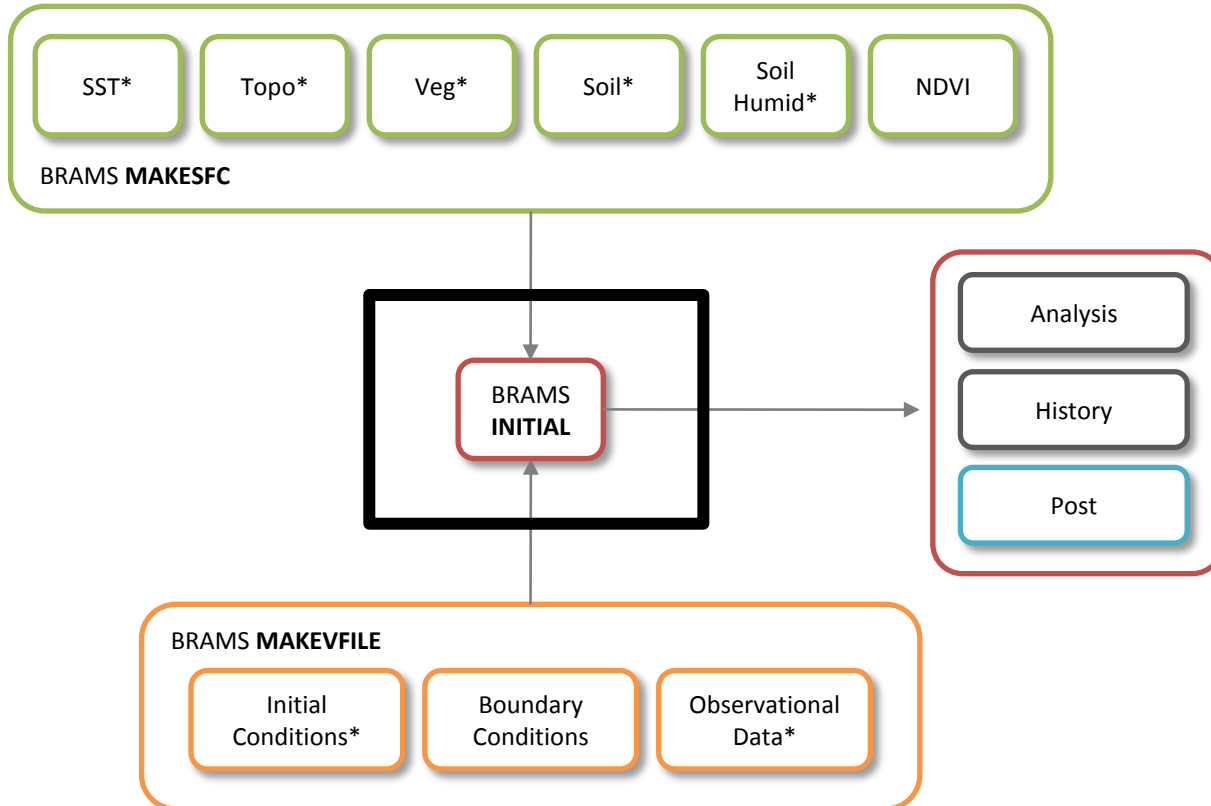 SST*
Topo*
Veg*
Soil*
Soil
Humid*
NDVI
BRAMS MAKESFC
Analysis
BRAMS
INITIAL
History
Post
BRAMS MAKEVFILE
Initial
Conditions*
Boundary
Conditions
Observational
Data*